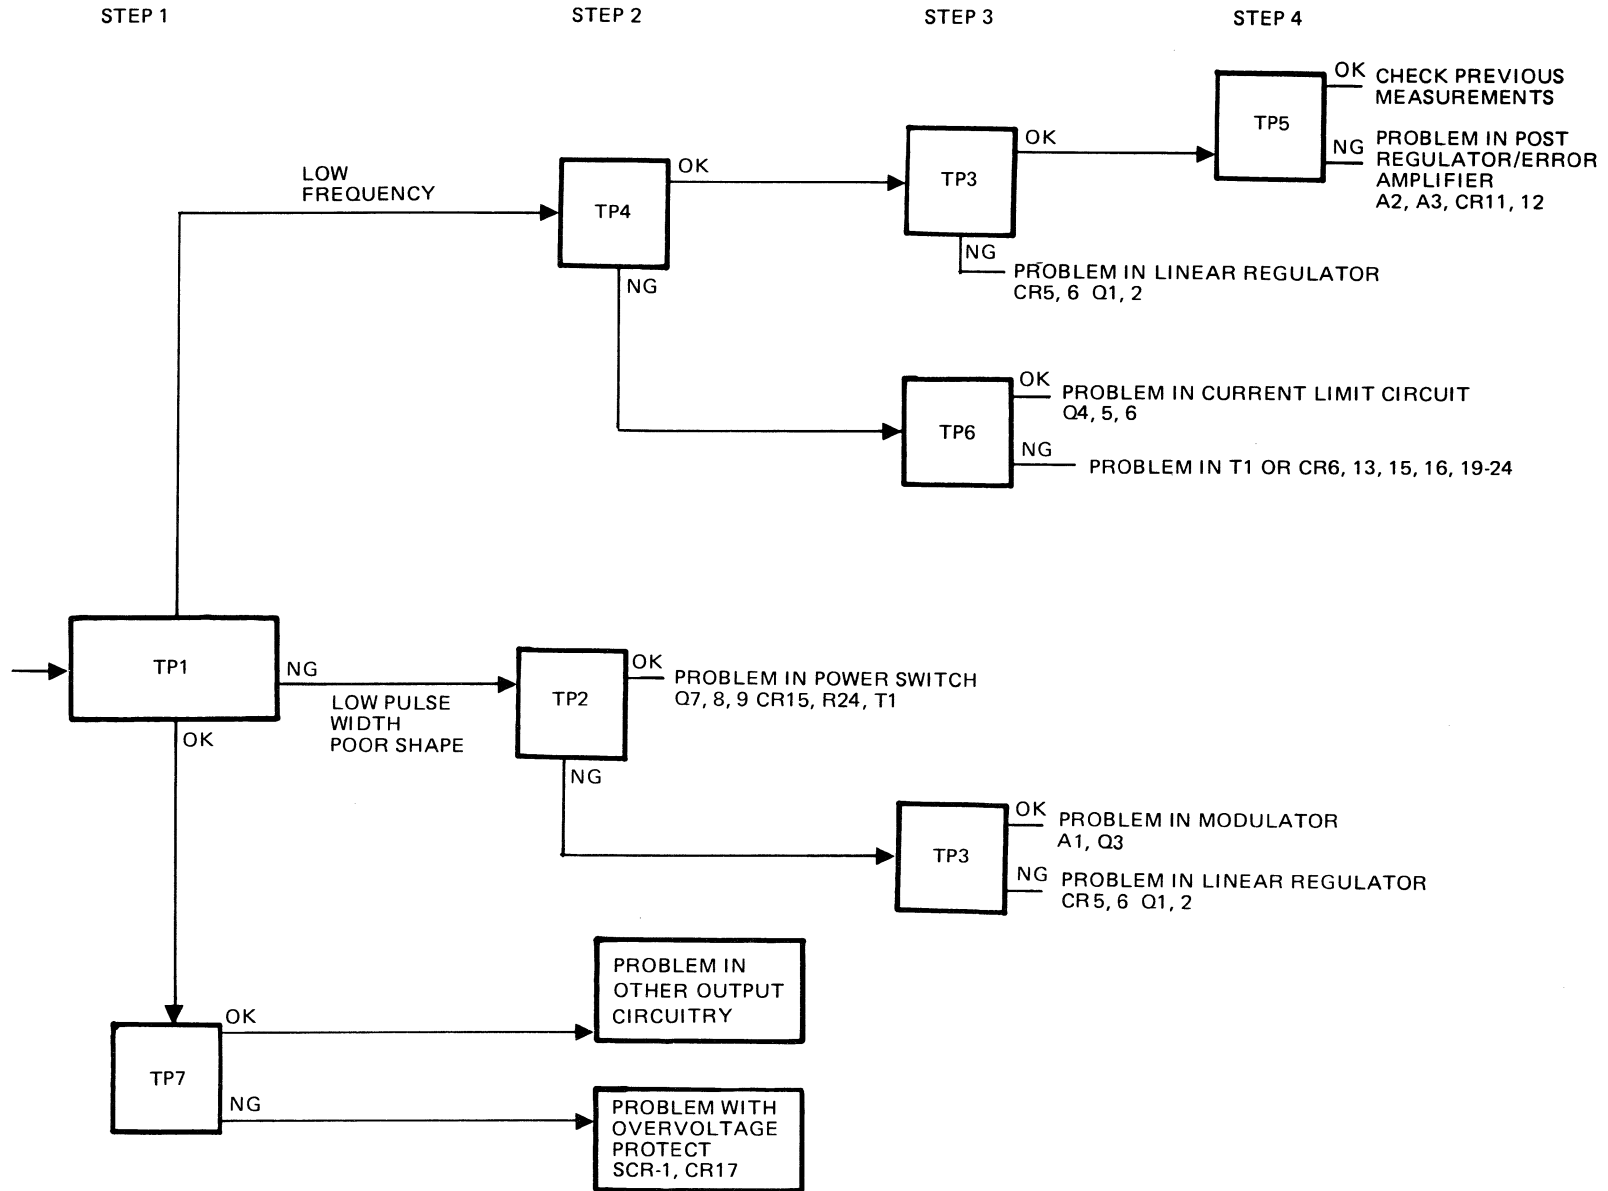 STEP 1
STEP 2
STEP 3
STEP 4
LOW
FREQUENCY
TP4
OK
NG
TP3
OK
NG
PROBLEM IN LINEAR REGULATOR
CR5, 6 Q1, 2
TP5
OK
CHECK PREVIOUS
MEASUREMENTS
NG
PROBLEM IN POST
REGULATOR/ERROR
AMPLIFIER
A2, A3, CR11, 12
TP6
OK
PROBLEM IN CURRENT LIMIT CIRCUIT
Q4, 5, 6
NG
PROBLEM IN T1 OR CR6, 13, 15, 16, 19-24
TP1
NG
LOW PULSE
WIDTH
POOR SHAPE
OK
TP2
OK
PROBLEM IN POWER SWITCH
Q7, 8, 9 CR15, R24, T1
NG
TP3
OK
PROBLEM IN MODULATOR
A1, Q3
NG
PROBLEM IN LINEAR REGULATOR
CR5, 6 Q1, 2
TP7
OK
PROBLEM IN
OTHER OUTPUT
CIRCUITRY
NG
PROBLEM WITH
OVERVOLTAGE
PROTECT
SCR-1, CR17